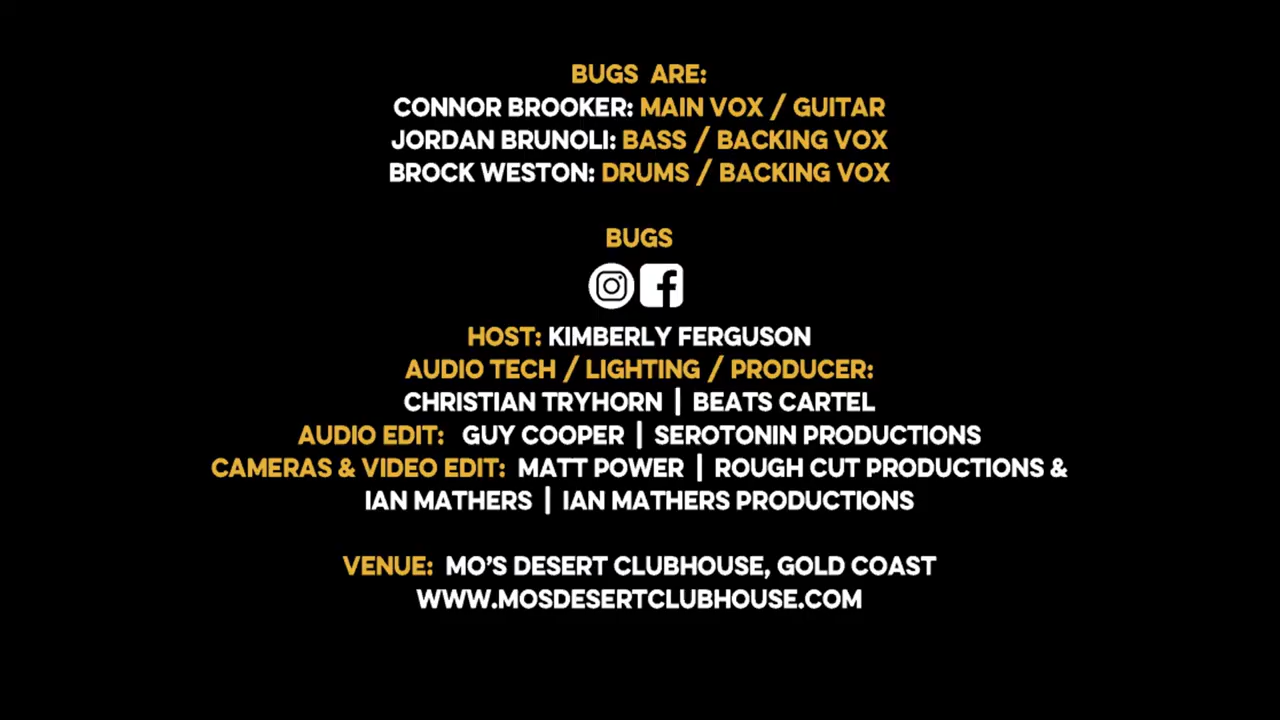 BUGS ARE:
CONNOR BROOKER: MAIN VOX / GUITAR
JORDAN BRUNOLI: BASS / BACKING VOX
BROCK WESTON: DRUMS / BACKING VOX
BUGS
HOST: KIMBERLY FERGUSON
AUDIO TECH / LIGHTING / PRODUCER:
CHRISTIAN TRYHORN | BEATS CARTEL
AUDIO EDIT: GUY COOPER | SEROTONIN PRODUCTIONS
CAMERAS & VIDEO EDIT: MATT POWER | ROUGH CUT PRODUCTIONS &
IAN MATHERS | IAN MATHERS PRODUCTIONS
VENUE: MO'S DESERT CLUBHOUSE, GOLD COAST
WWW.MOSDESERTCLUBHOUSE.COM